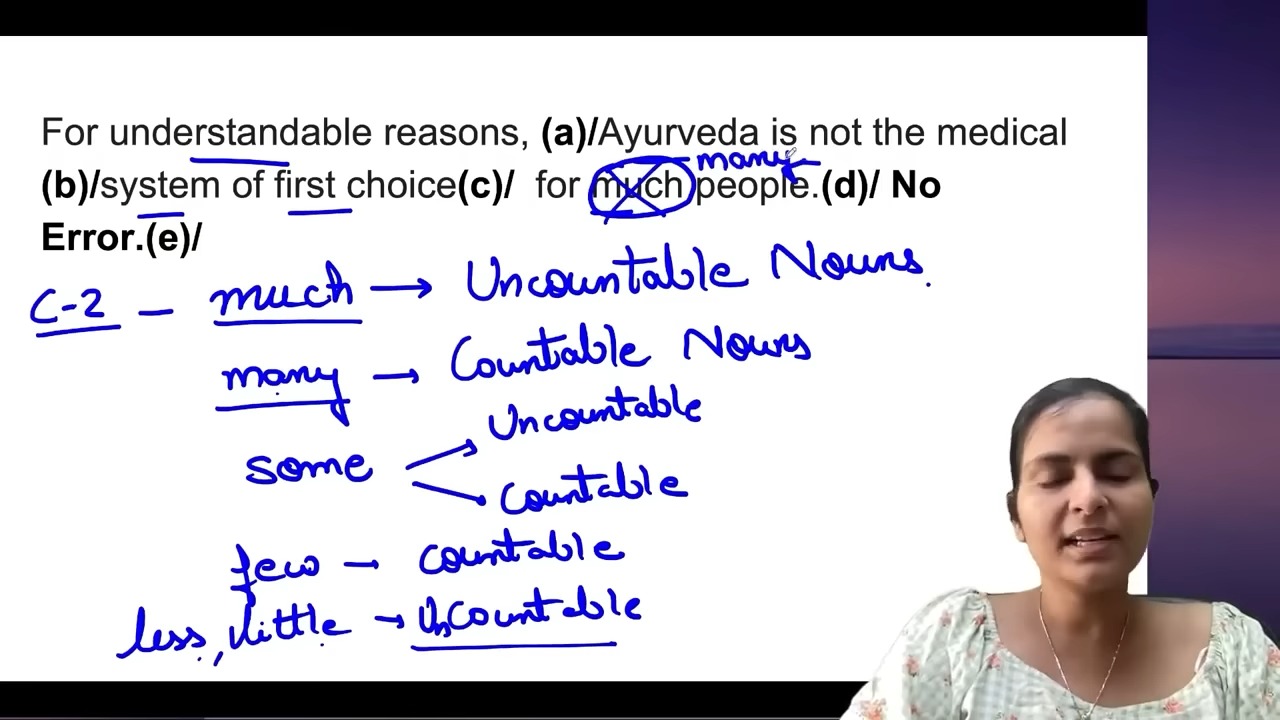 For understandable reasons, (a)/Ayurveda is not the medical
many
(b)/system of first choice(c)/ for much people.(d)/ No
Error.(e)/
C-2 - much → Uncountable Nouns.
many → Countable Nouns
Uncountable
some
countable
few - countable
less, little → Uncountable